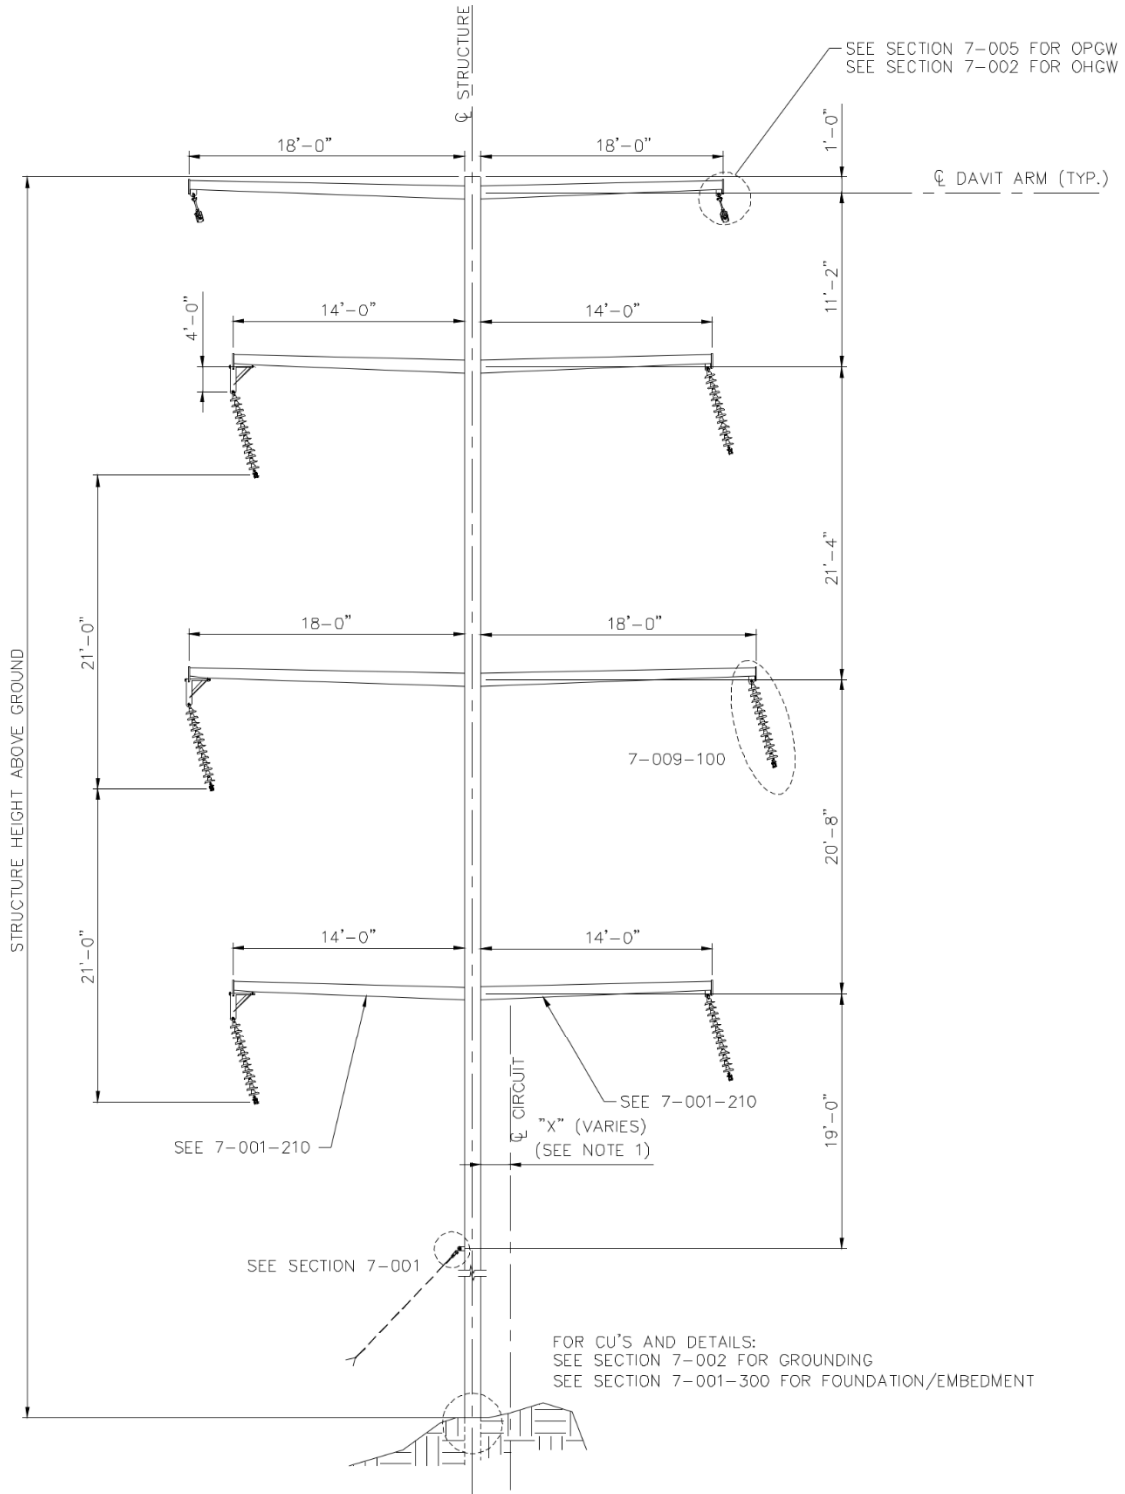 ℄ STRUCTURE
SEE SECTION 7-005 FOR OPGW
SEE SECTION 7-002 FOR OHGW
18'-0"
18'-0"
1'-0"
℄ DAVIT ARM (TYP.)
11'-2"
4'-0"
14'-0"
14'-0"
21'-4"
21'-0"
18-0"
18'-0"
STRUCTURE HEIGHT ABOVE GROUND
7-009-100
20'-8"
21'-0"
14'-0"
14'-0"
℄ CIRCUIT
SEE 7-001-210
"X" (VARIES)
(SEE NOTE 1)
SEE 7-001-210
19'-0"
SEE SECTION 7-001
FOR CU'S AND DETAILS:
SEE SECTION 7-002 FOR GROUNDING
SEE SECTION 7-001-300 FOR FOUNDATION/EMBEDMENT